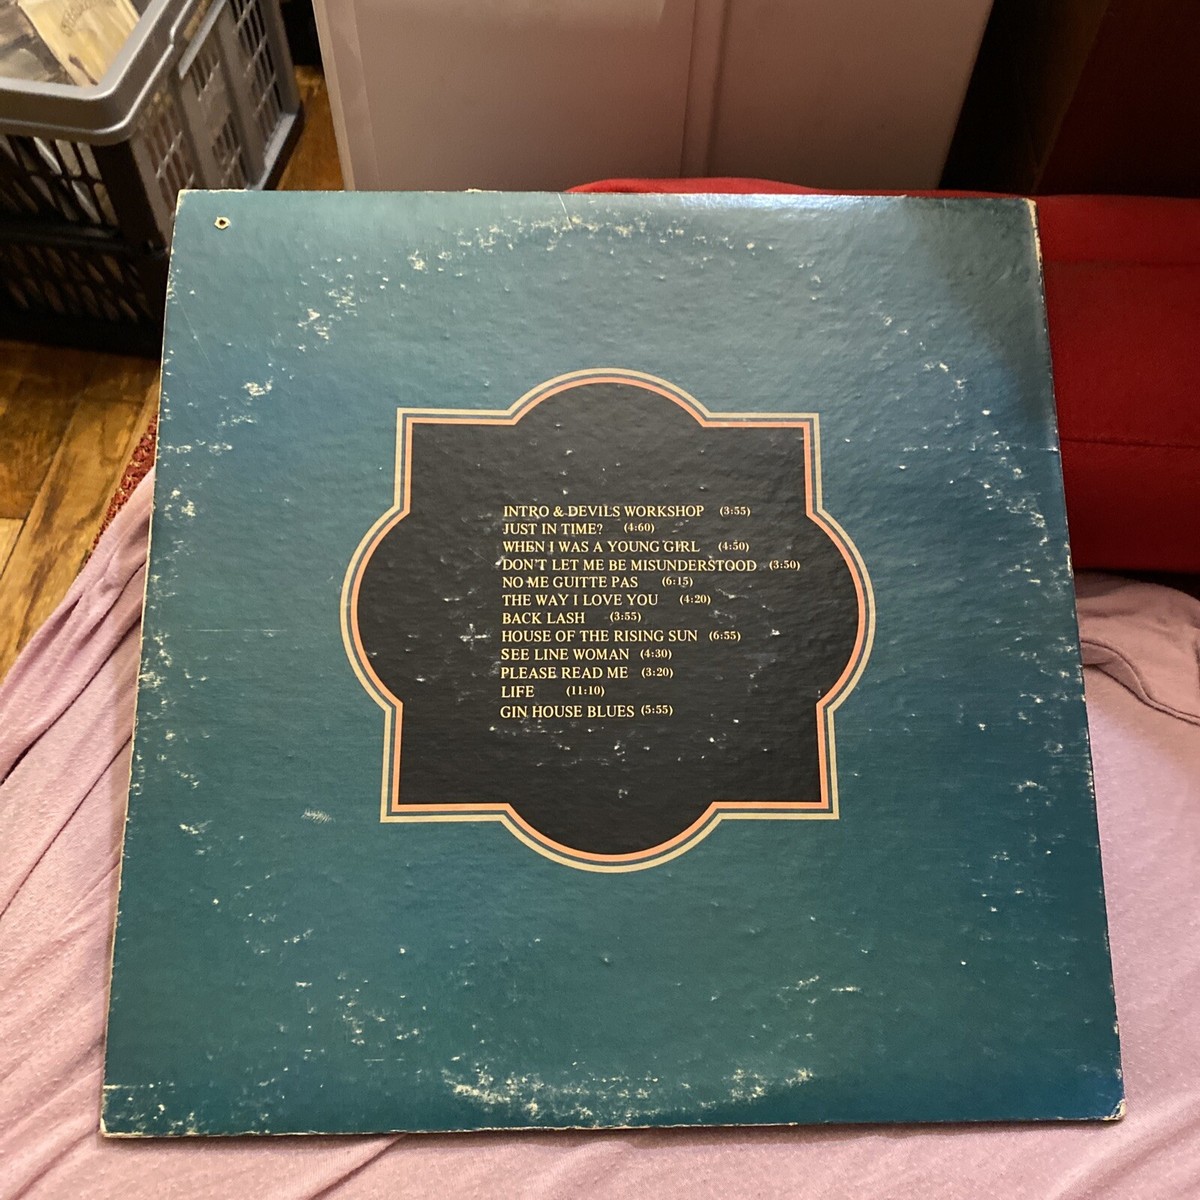 INTRO & DEVILS WORKSHOP (3:55)
JUST IN TIME? (4:60)
WHEN I WAS A YOUNG GIRL (4:50)
DON'T LET ME BE MISUNDERSTOOD (3:50)
NO ME GUITTE PAS (6:15)
THE WAY I LOVE YOU (4:20)
BACK LASH (3:55)
HOUSE OF THE RISING SUN (6:55)
SEE LINE WOMAN (4:30)
PLEASE READ ME (3:20)
LIFE (11:10)
GIN HOUSE BLUES (5:55)